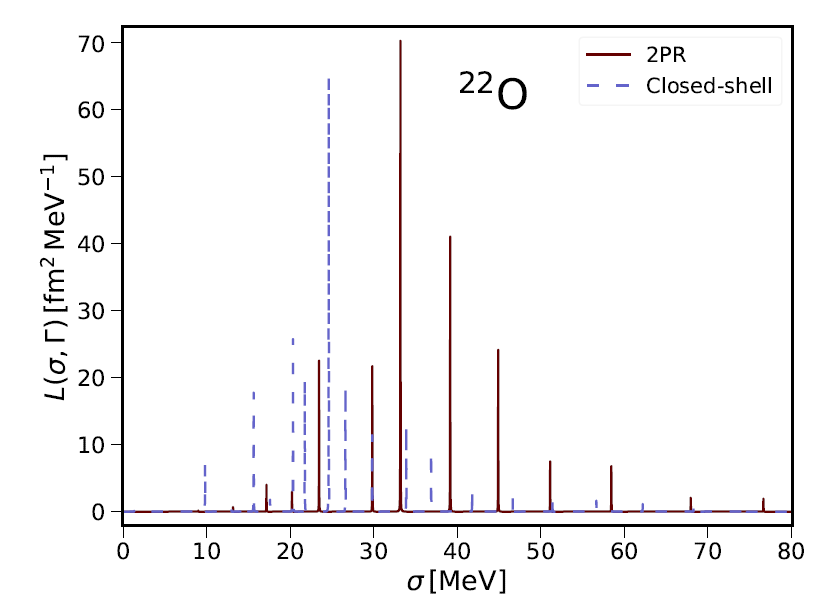 70
60
50
40
30
20
10
0
L(σ, Γ) [fm² MeV⁻¹]
²²O
2PR
Closed-shell
0 10 20 30 40 50 60 70 80
σ [MeV]